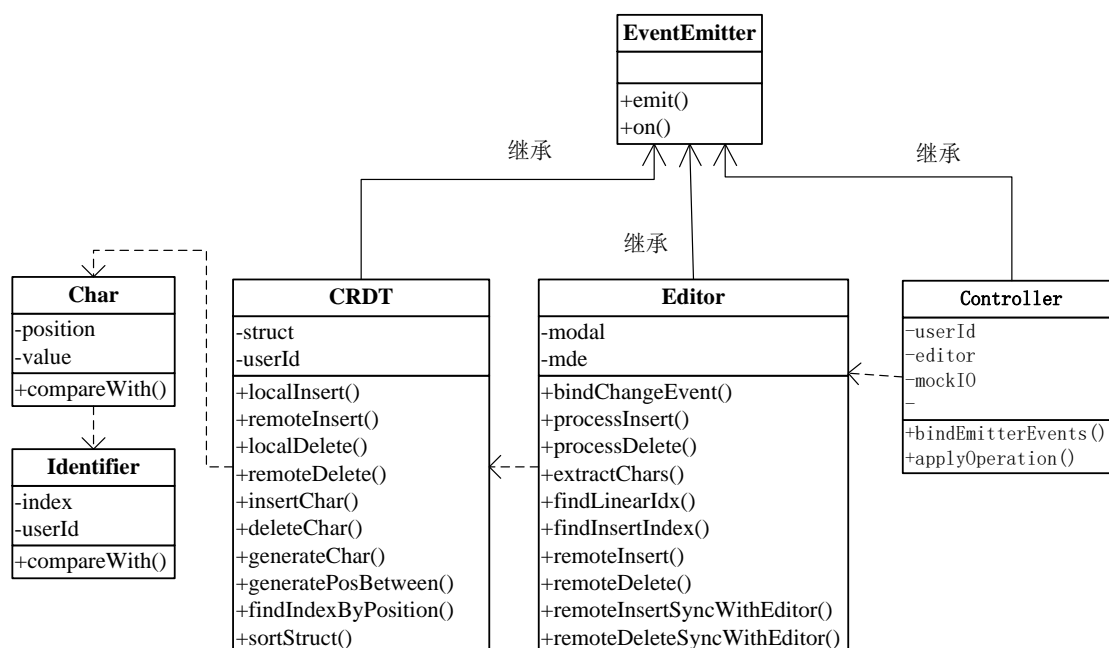 EventEmitter
+emit()
+on()
继承
继承
继承
Char
-position
-value
+compareWith()
Identifier
-index
-userId
+compareWith()
CRDT
-struct
-userId
+localInsert()
+remoteInsert()
+localDelete()
+remoteDelete()
+insertChar()
+deleteChar()
+generateChar()
+generatePosBetween()
+findIndexByPosition()
+sortStruct()
Editor
-modal
-mde
+bindChangeEvent()
+processInsert()
+processDelete()
+extractChars()
+findLinearIdx()
+findInsertIndex()
+remoteInsert()
+remoteDelete()
+remoteInsertSyncWithEditor()
+remoteDeleteSyncWithEditor()
Controller
-userId
-editor
-mockIO
-
+bindEmitterEvents()
+applyOperation()